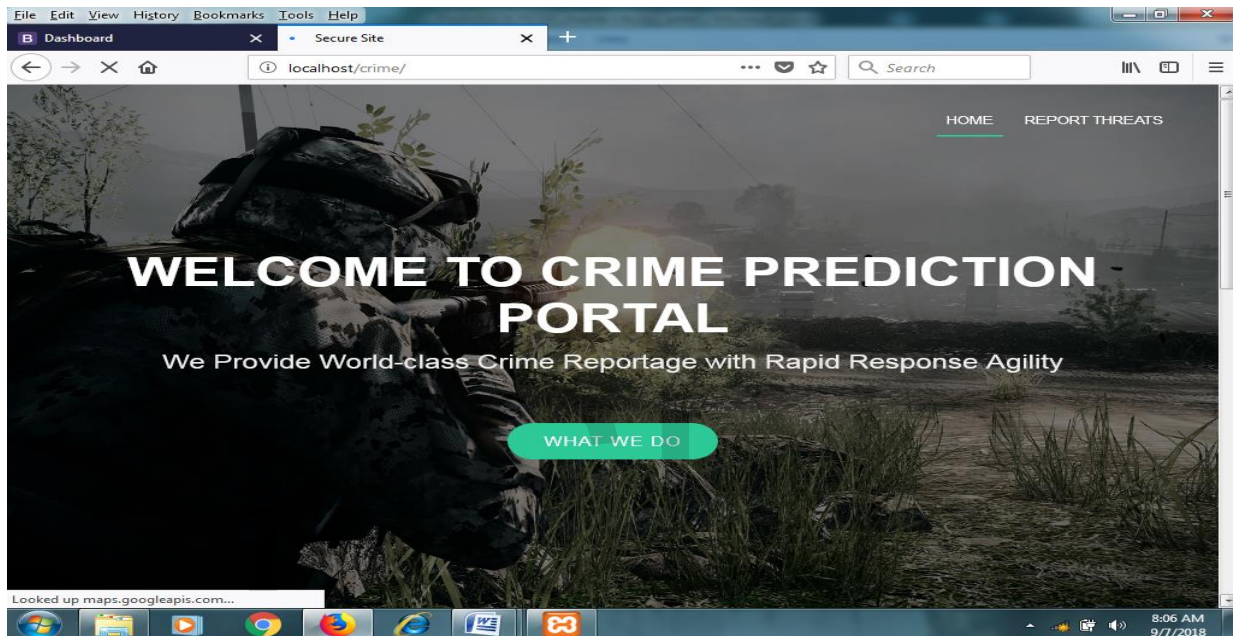 File Edit View History Bookmarks Tools Help
B Dashboard
Secure Site
localhost/crime/
Search
HOME REPORT THREATS
WELCOME TO CRIME PREDICTION
PORTAL
We Provide World-class Crime Reportage with Rapid Response Agility
WHAT WE DO
Looked up maps.googleapis.com...
8:06 AM
9/7/2018